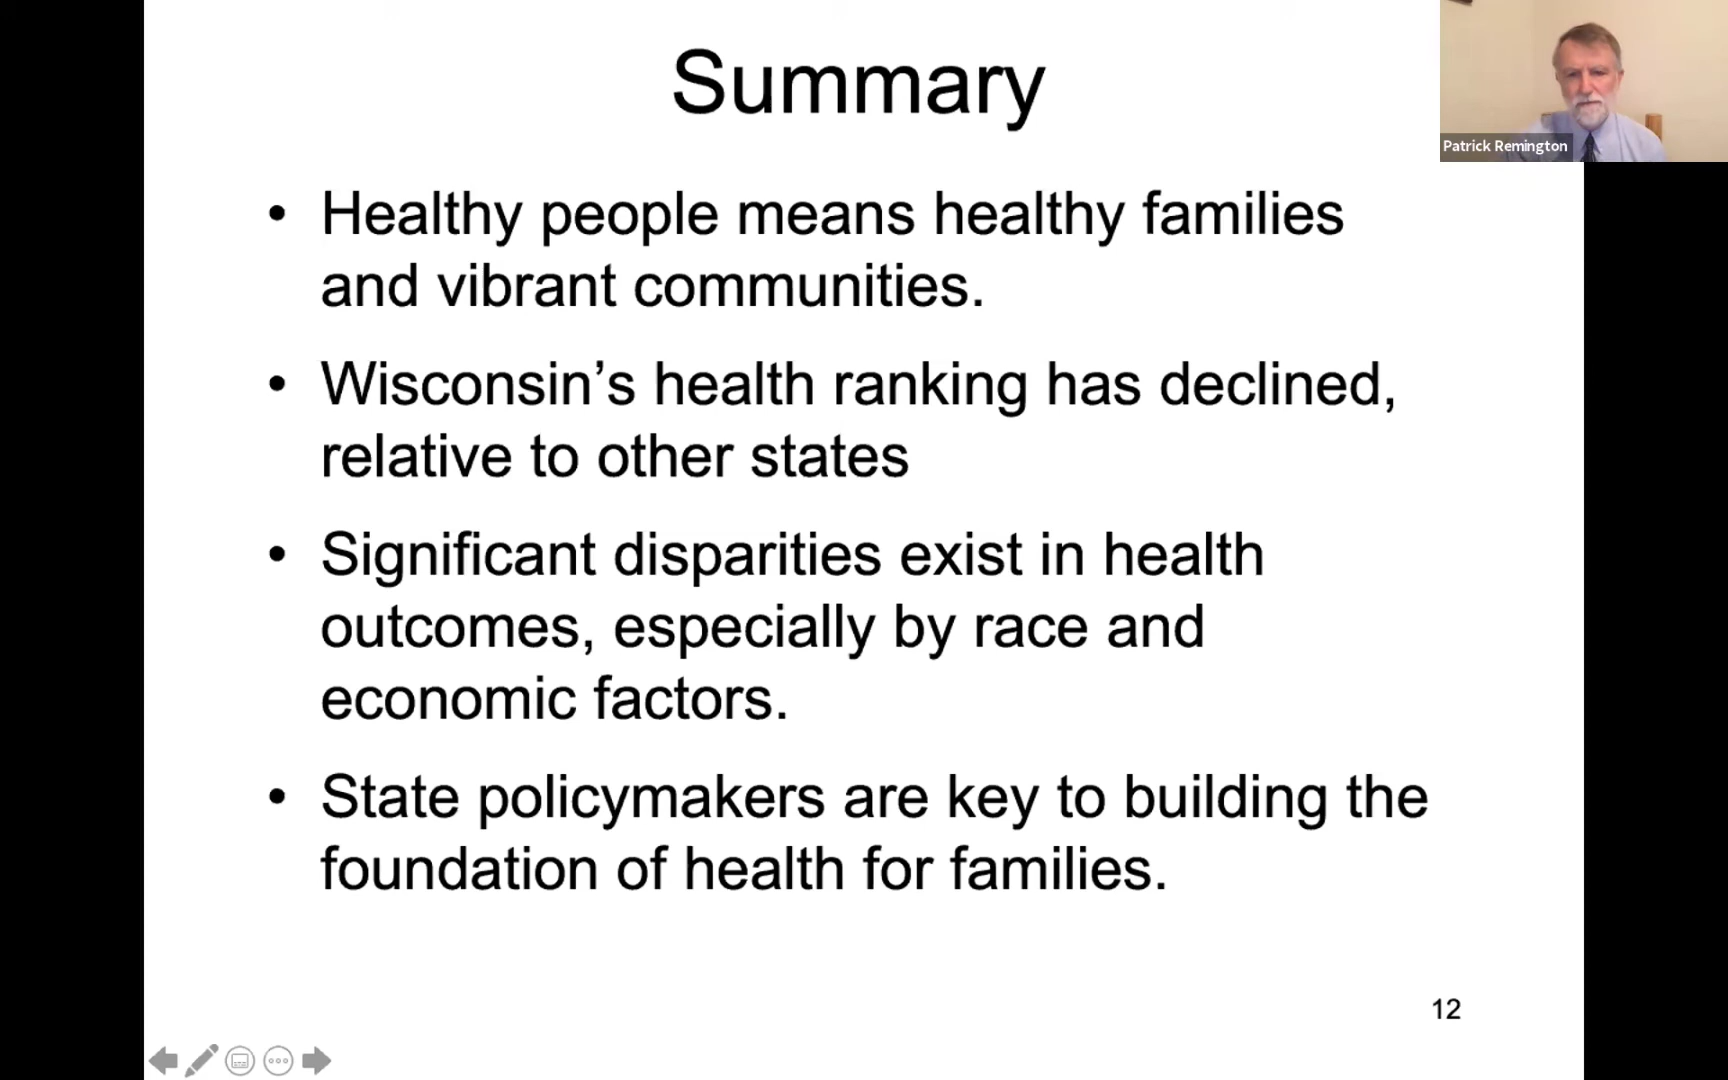 Summary
Patrick Remington
• Healthy people means healthy families
and vibrant communities.
• Wisconsin’s health ranking has declined,
relative to other states
• Significant disparities exist in health
outcomes, especially by race and
economic factors.
• State policymakers are key to building the
foundation of health for families.
12